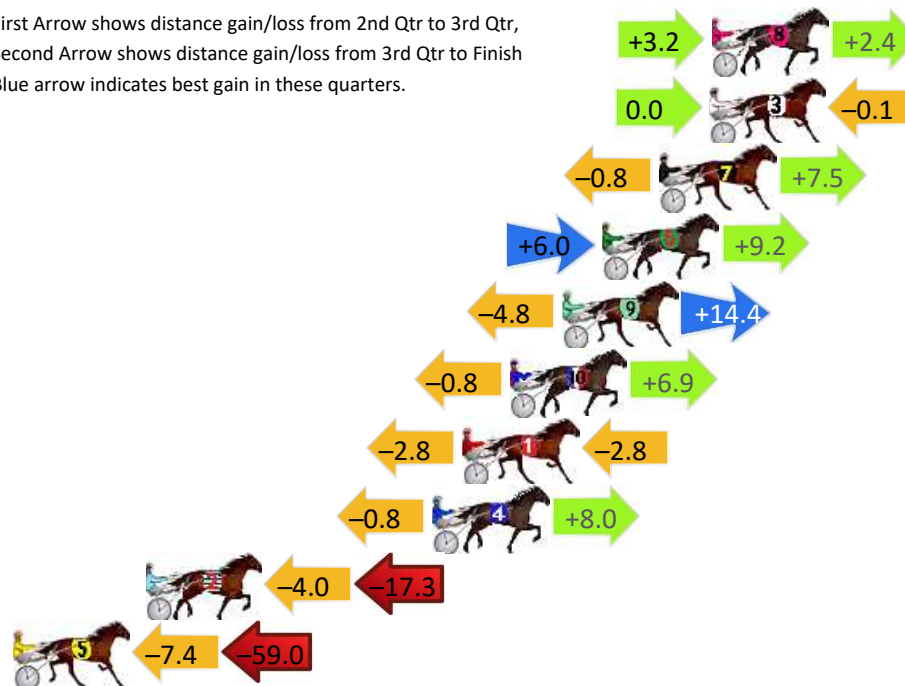 irst Arrow shows distance gain/loss from 2nd Qtr to 3rd Qtr,
econd Arrow shows distance gain/loss from 3rd Qtr to Finish
Blue arrow indicates best gain in these quarters.
+3.2 8 +2.4
0.0 3 –0.1
–0.8 7 +7.5
+6.0 6 +9.2
–4.8 9 +14.4
–0.8 10 +6.9
–2.8 1 –2.8
–0.8 4 +8.0
2 –4.0 –17.3
5 –7.4 –59.0